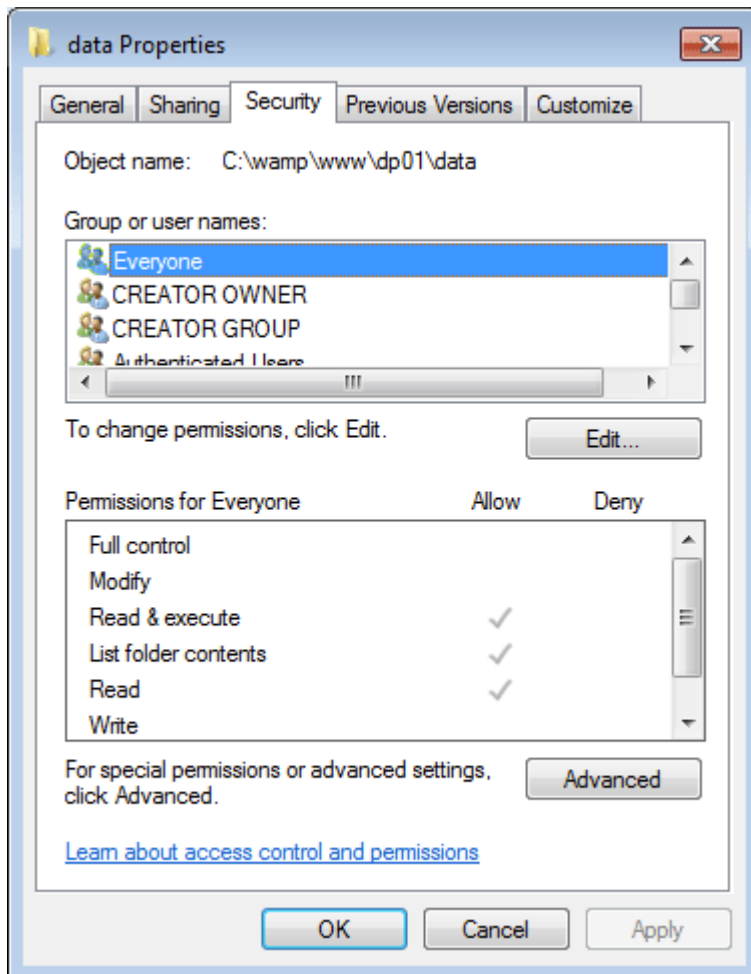 data Properties
General Sharing Security Previous Versions Customize
Object name: C:\wamp\www\dp01\data
Group or user names:
Everyone
CREATOR OWNER
CREATOR GROUP
Authenticated Users
To change permissions, click Edit.
Edit...
Permissions for Everyone Allow Deny
Full control
Modify
Read & execute
List folder contents
Read
Write
For special permissions or advanced settings,
click Advanced.
Advanced
Learn about access control and permissions
OK Cancel Apply